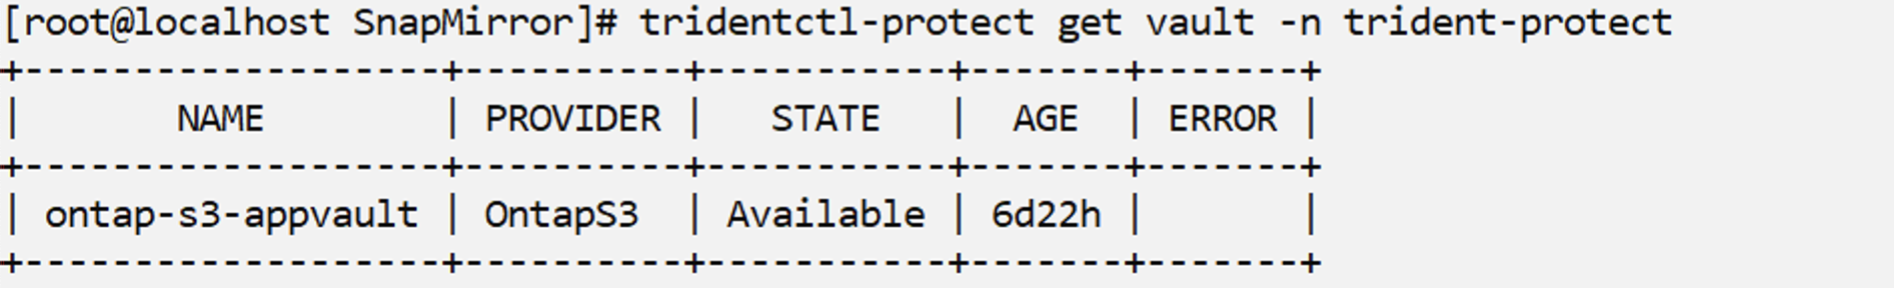 [root@localhost SnapMirror]# tridentctl-protect get vault -n trident-protect
+-------------------+----------+-----------+-------+-------+
|       NAME        | PROVIDER |   STATE   |  AGE  | ERROR |
+-------------------+----------+-----------+-------+-------+
| ontap-s3-appvault | OntapS3  | Available | 6d22h |       |
+-------------------+----------+-----------+-------+-------+